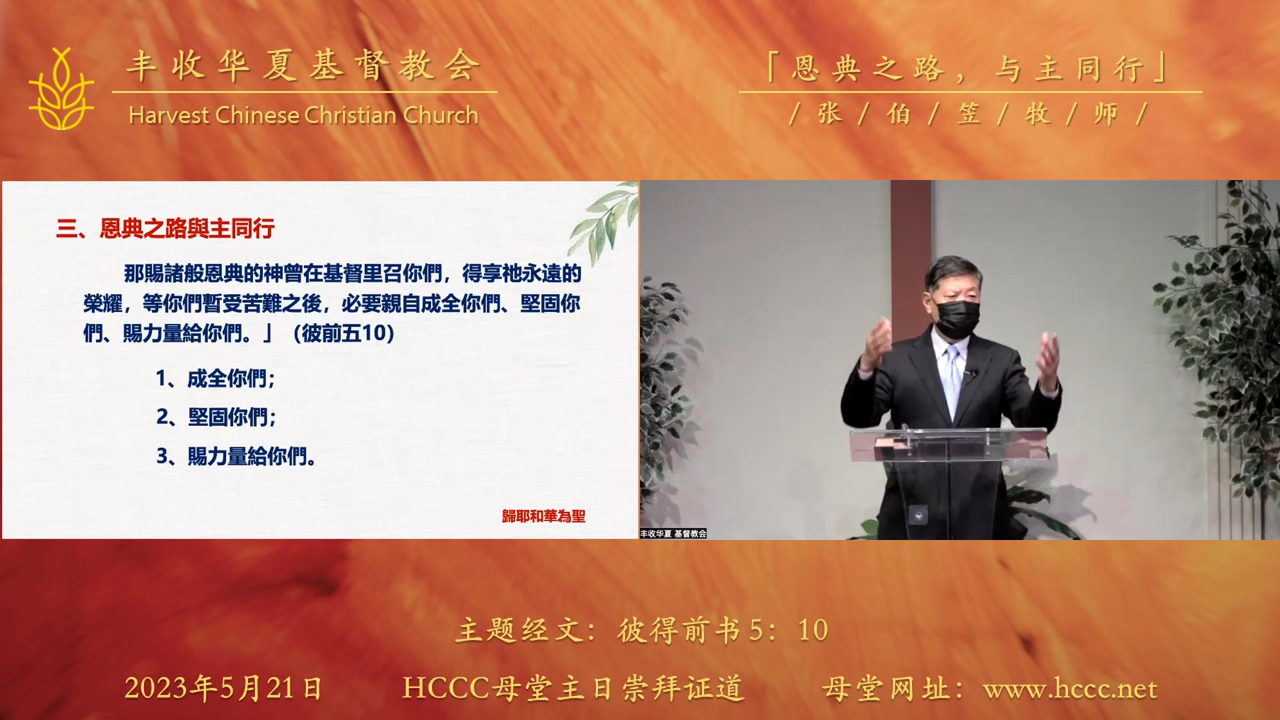 丰收华夏基督教会
Harvest Chinese Christian Church
「恩典之路，与主同行」
/ 张 / 伯 / 笠 / 牧 / 师 /
三、恩典之路與主同行
那賜諸般恩典的神曾在基督里召你們，得享祂永遠的
榮耀，等你們暫受苦難之後，必要親自成全你們、堅固你
們、賜力量給你們。」（彼前五10）
1、成全你們；
2、堅固你們；
3、賜力量給你們。
歸耶和華為聖
丰收华夏 基督教会
主题经文：彼得前书 5：10
2023年5月21日
HCCC母堂主日崇拜证道
母堂网址：www.hccc.net